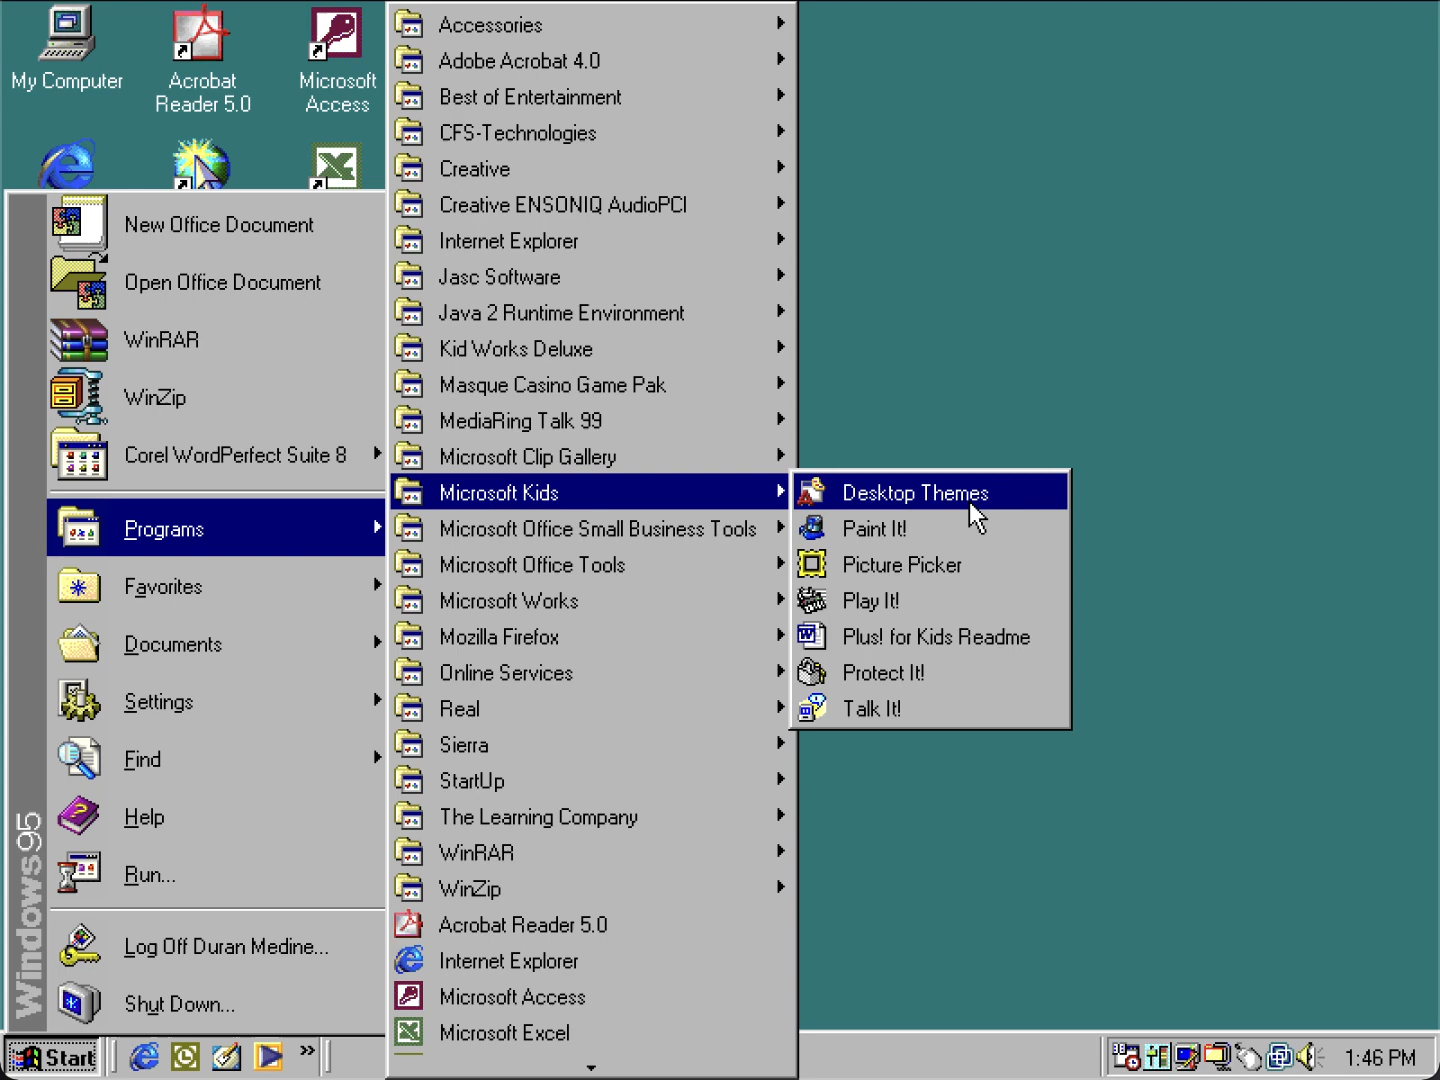 My Computer
Acrobat
Reader 5.0
Microsoft
Access
New Office Document
Open Office Document
WinRAR
WinZip
Corel WordPerfect Suite 8
Programs
Favorites
Documents
Settings
Find
Help
Run...
Log Off Duran Medine...
Shut Down...
Windows95
Accessories
Adobe Acrobat 4.0
Best of Entertainment
CFS-Technologies
Creative
Creative ENSONIQ AudioPCI
Internet Explorer
Jasc Software
Java 2 Runtime Environment
Kid Works Deluxe
Masque Casino Game Pak
MediaRing Talk 99
Microsoft Clip Gallery
Microsoft Kids
Microsoft Office Small Business Tools
Microsoft Office Tools
Microsoft Works
Mozilla Firefox
Online Services
Real
Sierra
StartUp
The Learning Company
WinRAR
WinZip
Acrobat Reader 5.0
Internet Explorer
Microsoft Access
Microsoft Excel
Desktop Themes
Paint It!
Picture Picker
Play It!
Plus! for Kids Readme
Protect It!
Talk It!
Start
1:46 PM